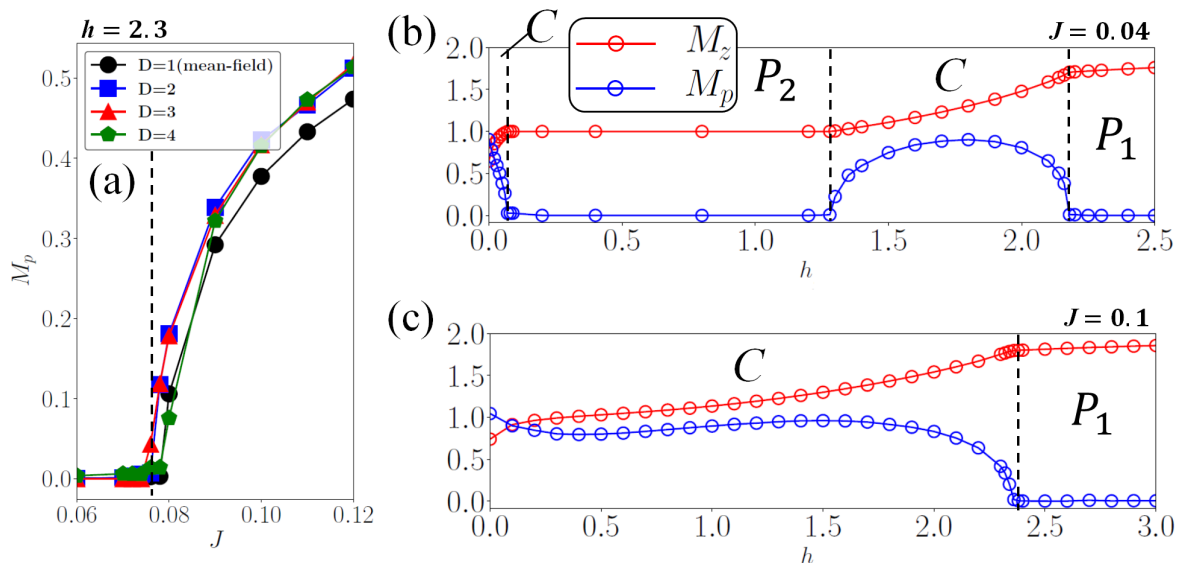 h = 2.3
D=1(mean-field)
D=2
D=3
D=4
(a)
M_p
0.5
0.4
0.3
0.2
0.1
0.0
0.06 0.08 0.10 0.12
J
(b)
C
M_z
M_p
J = 0.04
P_2
C
P_1
2.0
1.5
1.0
0.5
0.0
0.0 0.5 1.0 1.5 2.0 2.5
h
(c)
J = 0.1
C
P_1
2.0
1.5
1.0
0.5
0.0
0.0 0.5 1.0 1.5 2.0 2.5 3.0
h